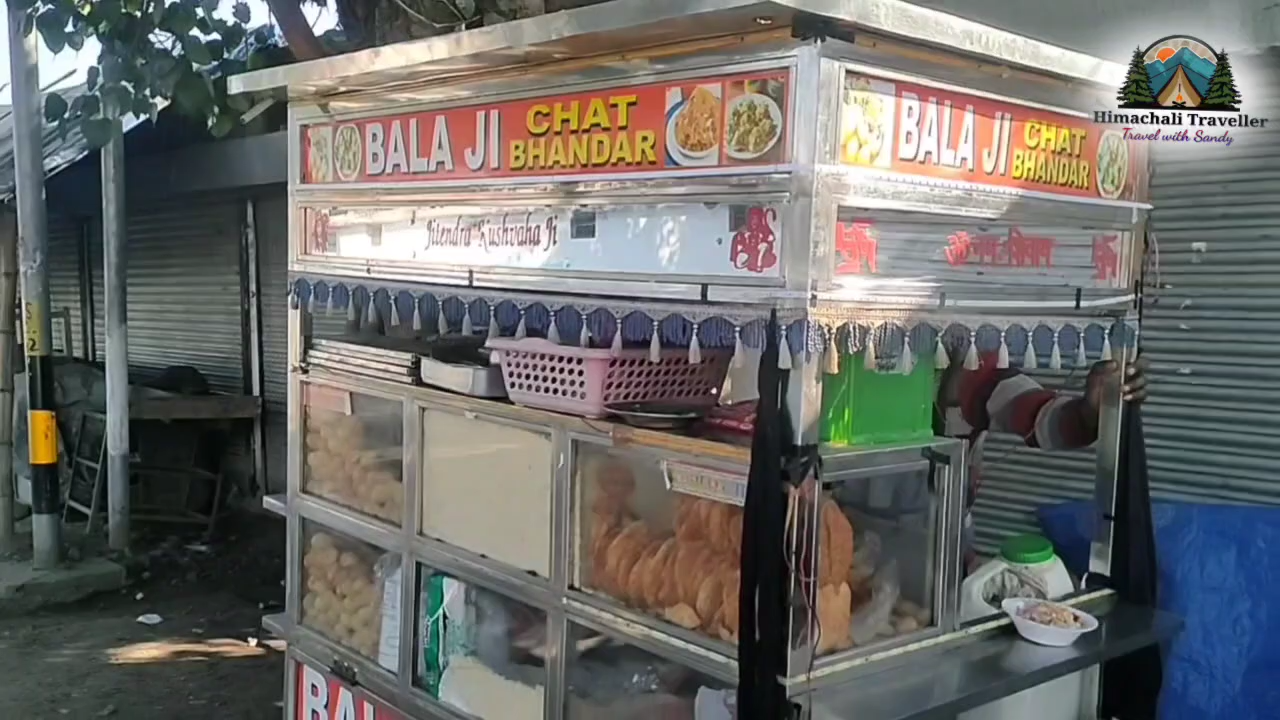 BALA JI CHAT BHANDAR
BALA JI CHAT BHANDAR
Jitendra Kushvaha Ji
Himachali Traveller
Travel with Sandy